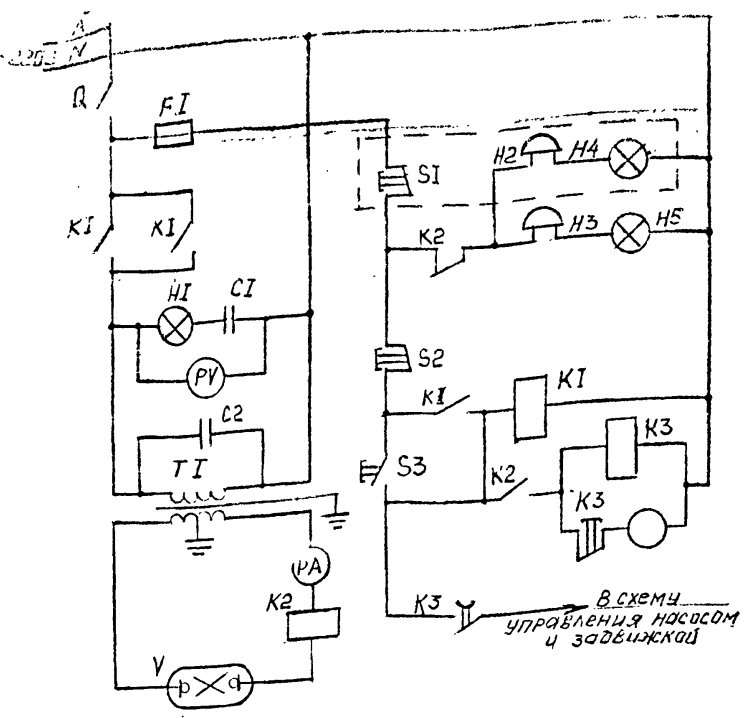 A
220В N
Q
F.I
SI
H2
H4
KI
KI
K2
H3
H5
HI
CI
PV
S2
KI
KI
C2
K3
TI
S3
K2
K3
PA
K2
K3
В схему
управления насосом
и задвижкой
V